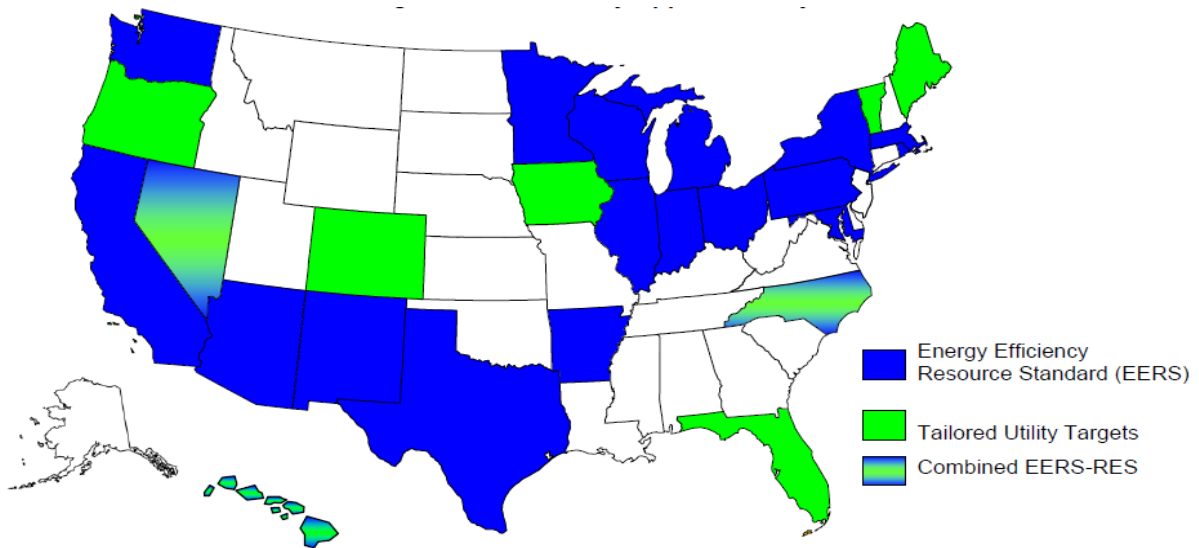 Energy Efficiency
Resource Standard (EERS)
Tailored Utility Targets
Combined EERS-RES